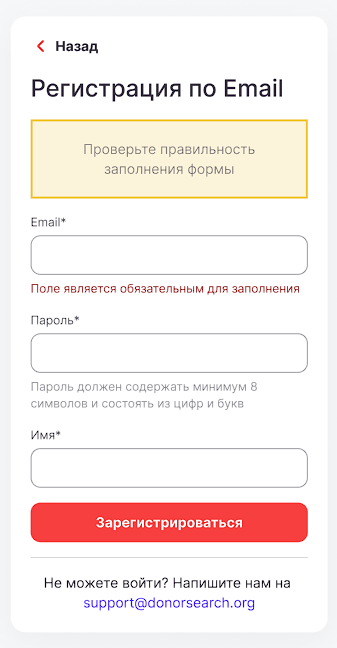 Назад
Регистрация по Email
Проверьте правильность
заполнения формы
Email*
Поле является обязательным для заполнения
Пароль*
Пароль должен содержать минимум 8
символов и состоять из цифр и букв
Имя*
Зарегистрироваться
Не можете войти? Напишите нам на
support@donorsearch.org